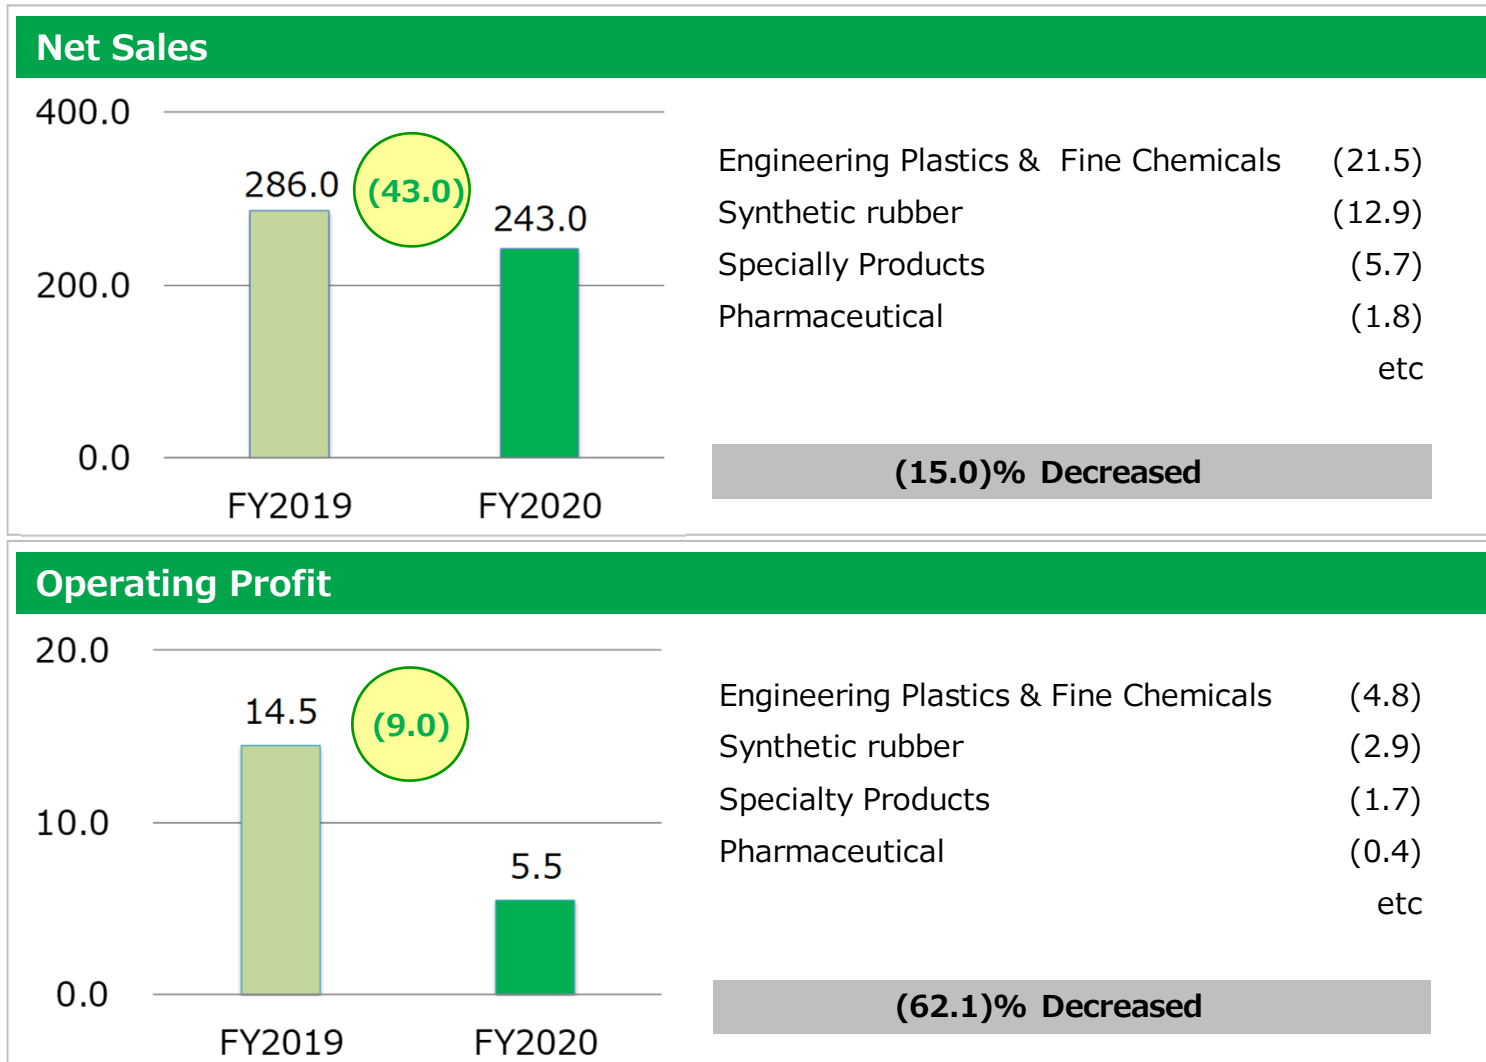 Net Sales
400.0
200.0
0.0
286.0
(43.0)
243.0
FY2019 FY2020
Engineering Plastics &  Fine Chemicals (21.5)
Synthetic rubber (12.9)
Specially Products (5.7)
Pharmaceutical (1.8)
etc
(15.0)% Decreased
Operating Profit
20.0
10.0
0.0
14.5
(9.0)
5.5
FY2019 FY2020
Engineering Plastics & Fine Chemicals (4.8)
Synthetic rubber (2.9)
Specialty Products (1.7)
Pharmaceutical (0.4)
etc
(62.1)% Decreased